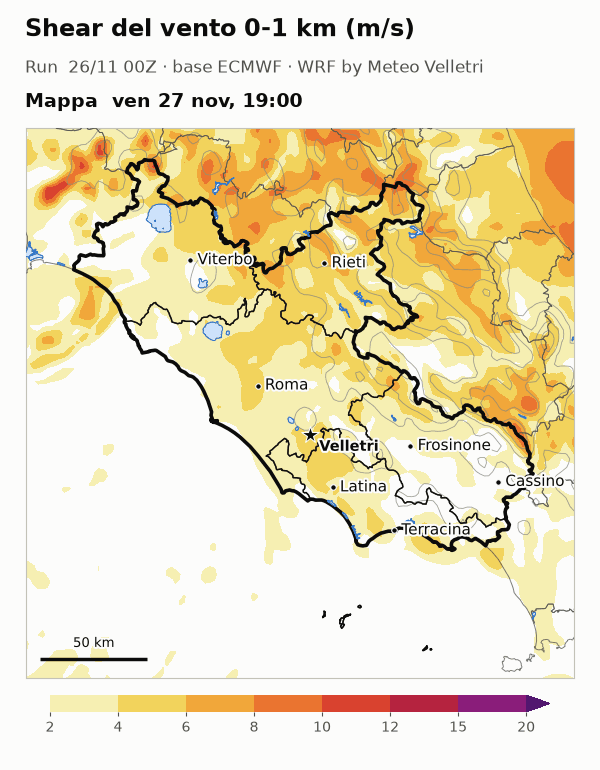 Shear del vento 0-1 km (m/s)
Run  26/11 00Z · base ECMWF · WRF by Meteo Velletri
Mappa  ven 27 nov, 19:00
Viterbo
Rieti
Roma
Velletri
Frosinone
Cassino
Latina
Terracina
50 km
2 4 6 8 10 12 15 20